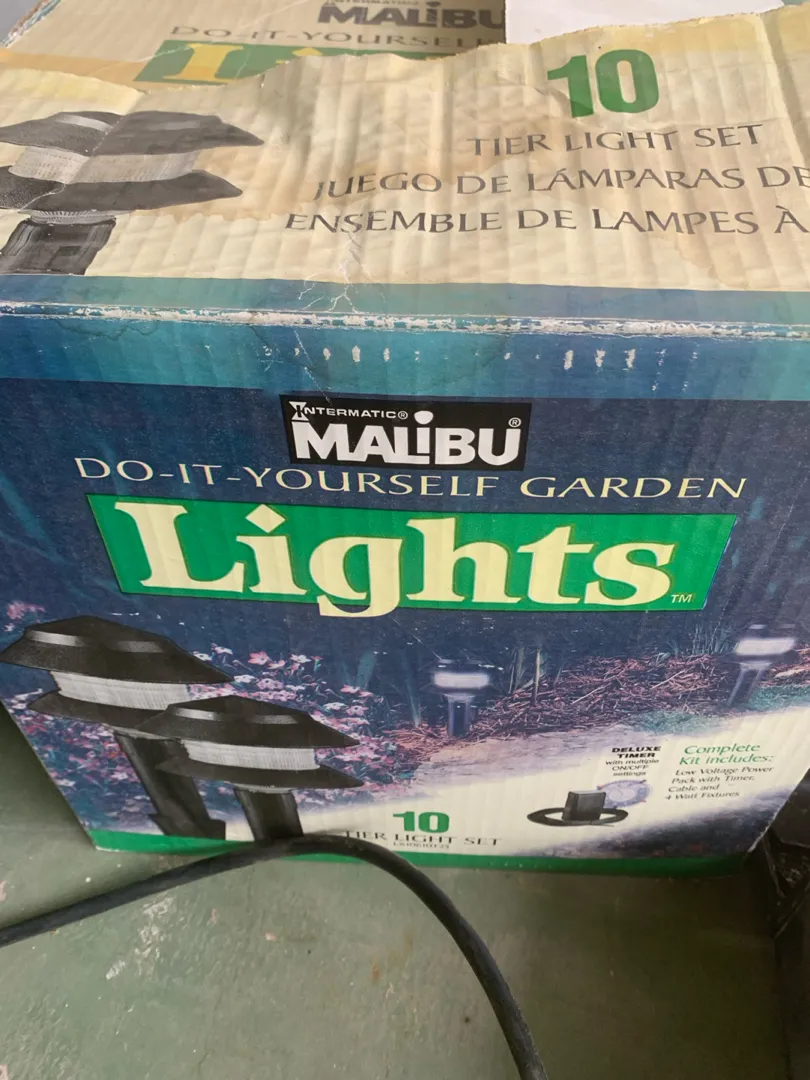 INTERMATIC
MALIBU
DO-IT-YOURSELF
Li
10
TIER LIGHT SET
JUEGO DE LÁMPARAS DE
ENSEMBLE DE LAMPES À
INTERMATIC®
MALIBU®
DO-IT-YOURSELF GARDEN
Lights™
DELUXE
TIMER
with multiple
ON/OFF
settings
Complete
Kit includes:
Low Voltage Power
Pack with Timer,
Cable and
4 Watt Fixtures
10
TIER LIGHT SET